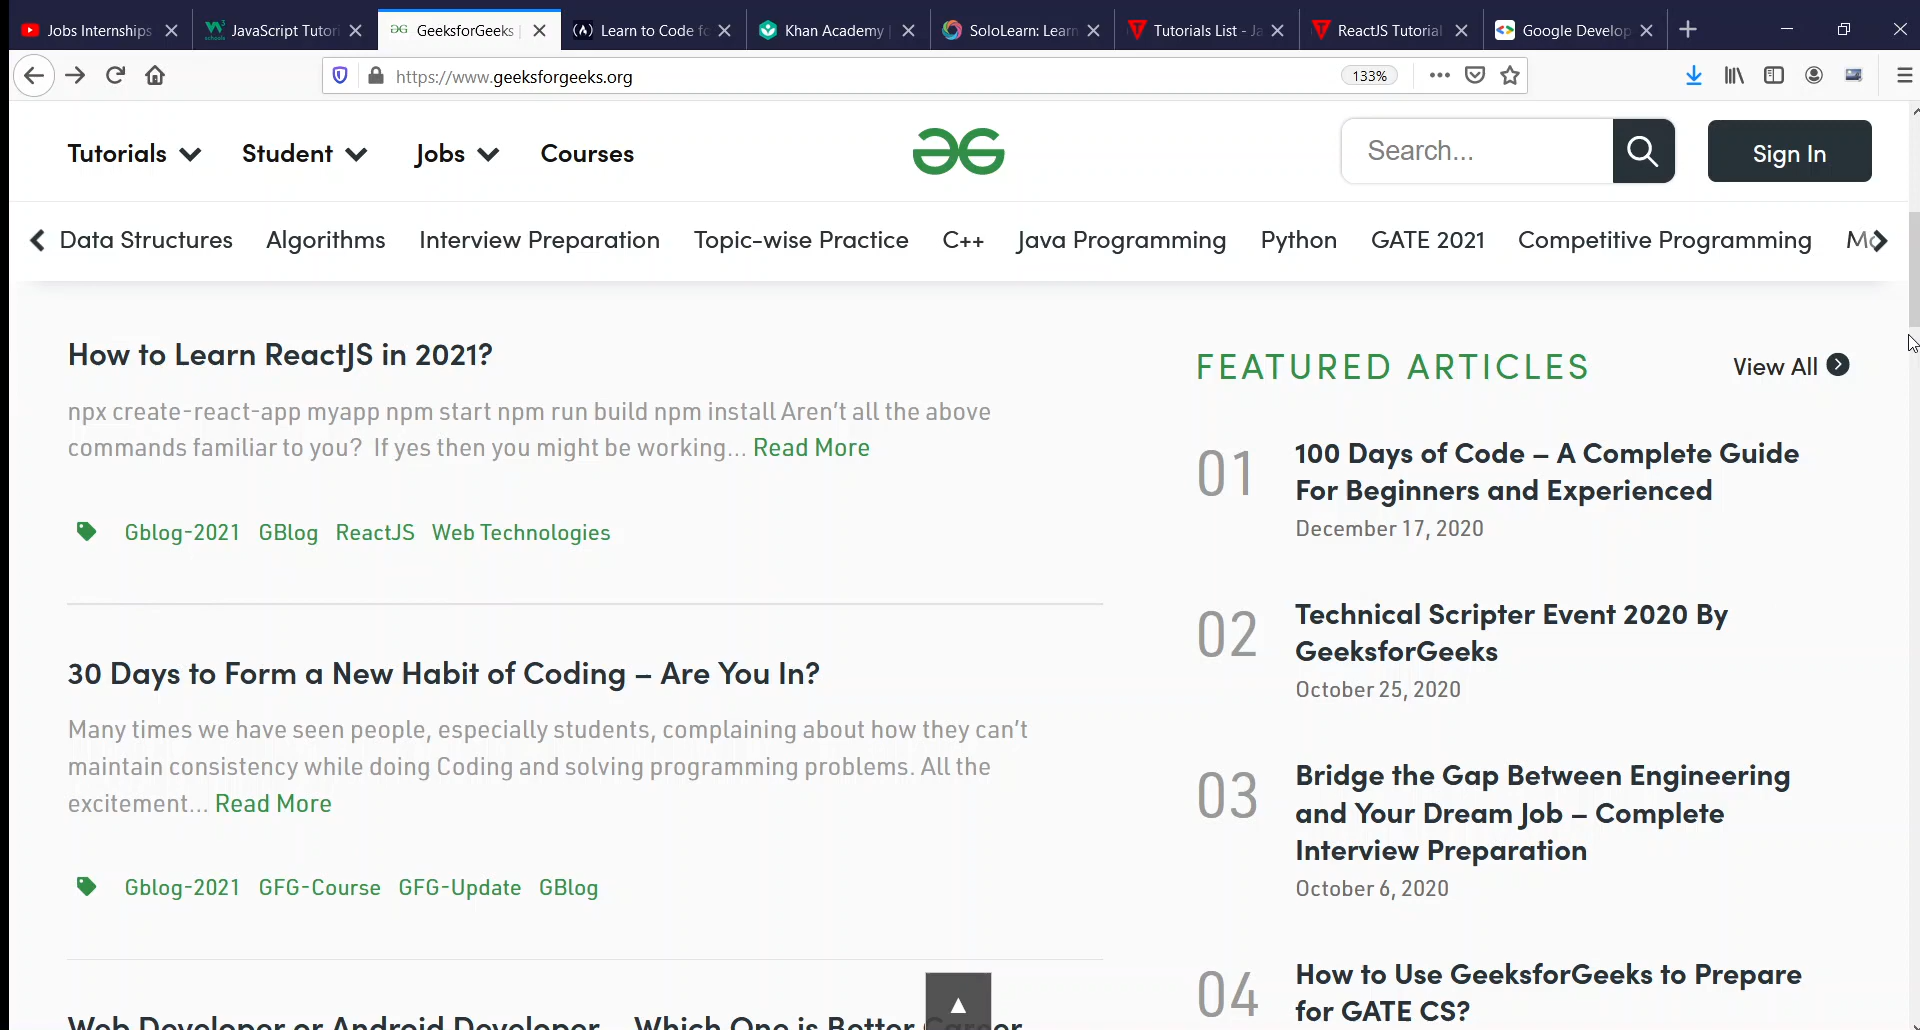 Jobs Internships
JavaScript Tutori
GeeksforGeeks
Learn to Code fo
Khan Academy
SoloLearn: Learn
Tutorials List - Ja
ReactJS Tutorial
Google Develop
https://www.geeksforgeeks.org
133%
Tutorials
Student
Jobs
Courses
Search...
Sign In
Data Structures
Algorithms
Interview Preparation
Topic-wise Practice
C++
Java Programming
Python
GATE 2021
Competitive Programming
How to Learn ReactJS in 2021?
npx create-react-app myapp npm start npm run build npm install Aren't all the above
commands familiar to you? If yes then you might be working... Read More
Gblog-2021 GBlog ReactJS Web Technologies
30 Days to Form a New Habit of Coding – Are You In?
Many times we have seen people, especially students, complaining about how they can't
maintain consistency while doing Coding and solving programming problems. All the
excitement... Read More
Gblog-2021 GFG-Course GFG-Update GBlog
Web Developer or Android Developer Which One is Better
FEATURED ARTICLES
View All
01
100 Days of Code – A Complete Guide
For Beginners and Experienced
December 17, 2020
02
Technical Scripter Event 2020 By
GeeksforGeeks
October 25, 2020
03
Bridge the Gap Between Engineering
and Your Dream Job – Complete
Interview Preparation
October 6, 2020
04
How to Use GeeksforGeeks to Prepare
for GATE CS?